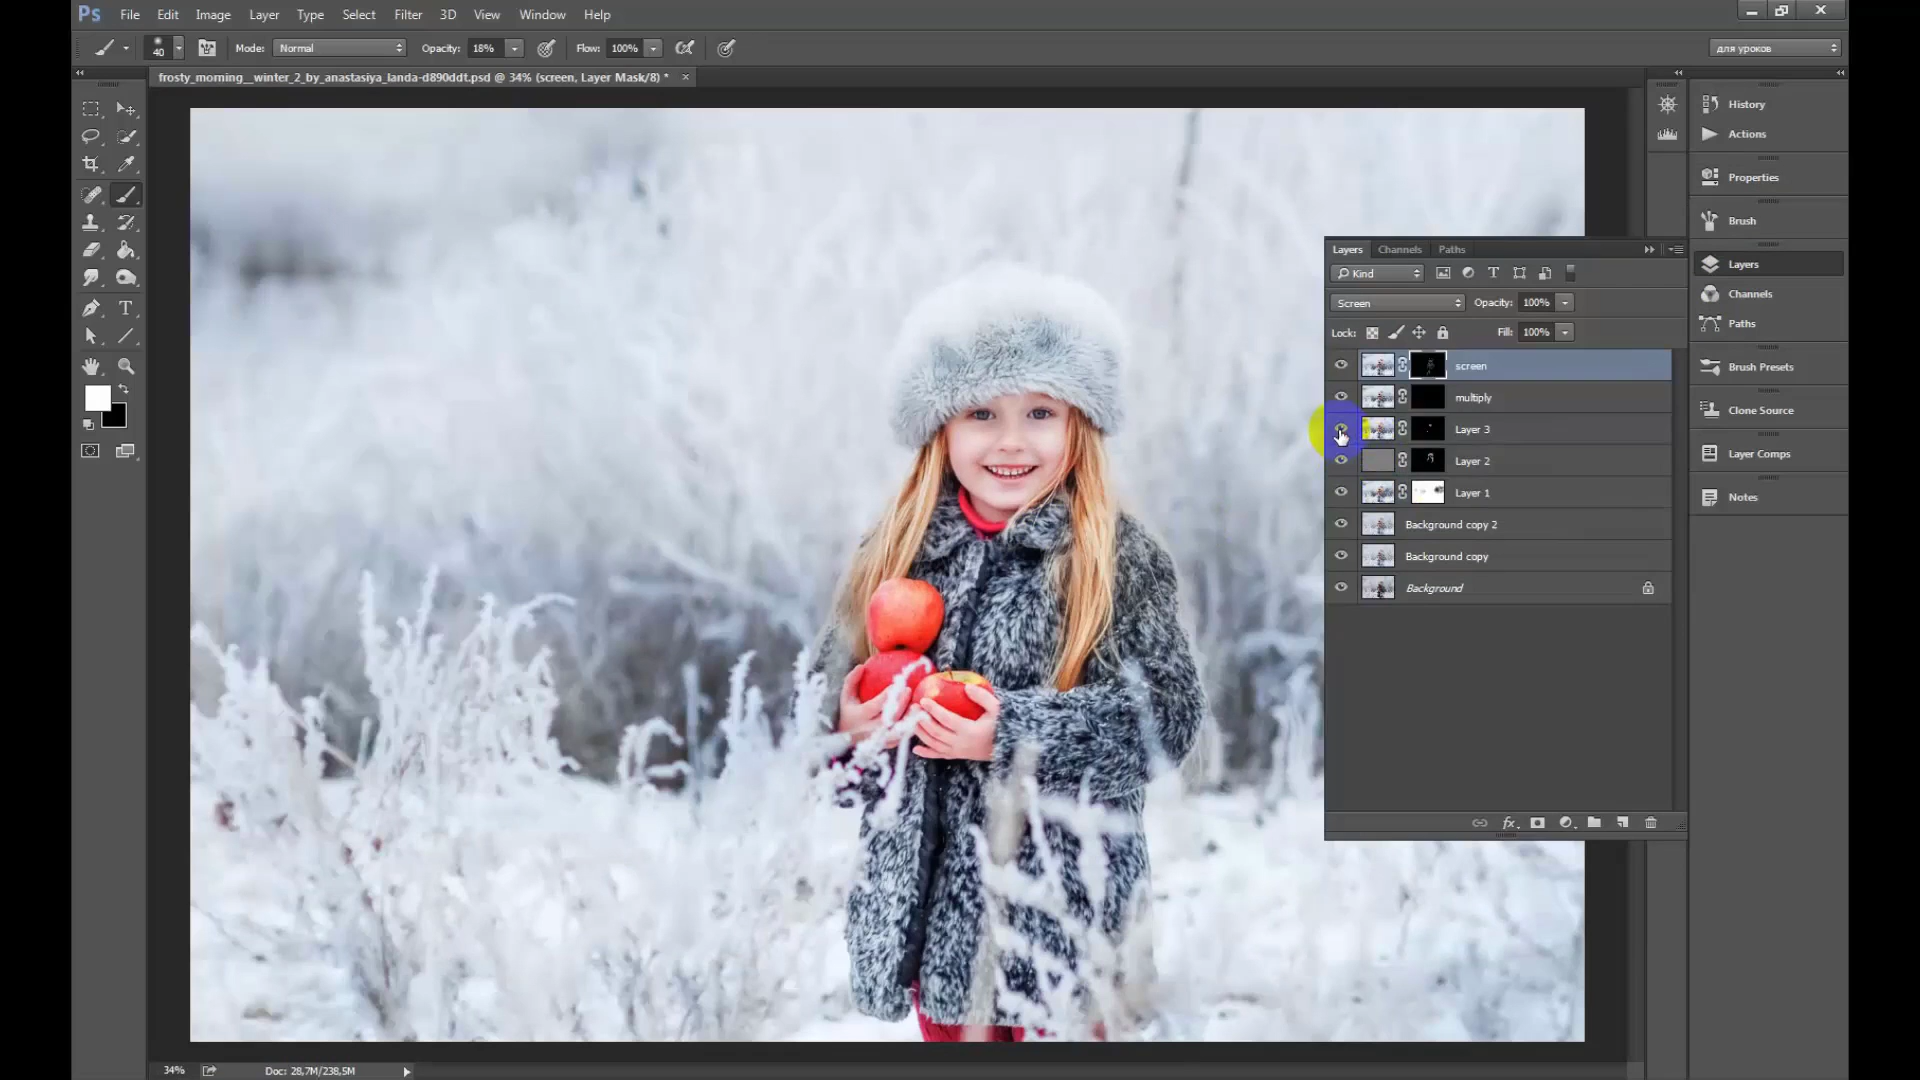 Ps File Edit Image Layer Type Select Filter 3D View Window Help
40 Mode: Normal Opacity: 18% Flow: 100% для уроков
frosty_morning__winter_2_by_anastasiya_landa-d890ddt.psd @ 34% (screen, Layer Mask/8) * ×
History
Actions
Properties
Brush
Layers
Channels
Paths
Brush Presets
Clone Source
Layer Comps
Notes
Layers Channels Paths
Kind
Screen Opacity: 100%
Lock: Fill: 100%
screen
multiply
Layer 3
Layer 2
Layer 1
Background copy 2
Background copy
Background
fx
34% Doc: 28,7M/238,5M